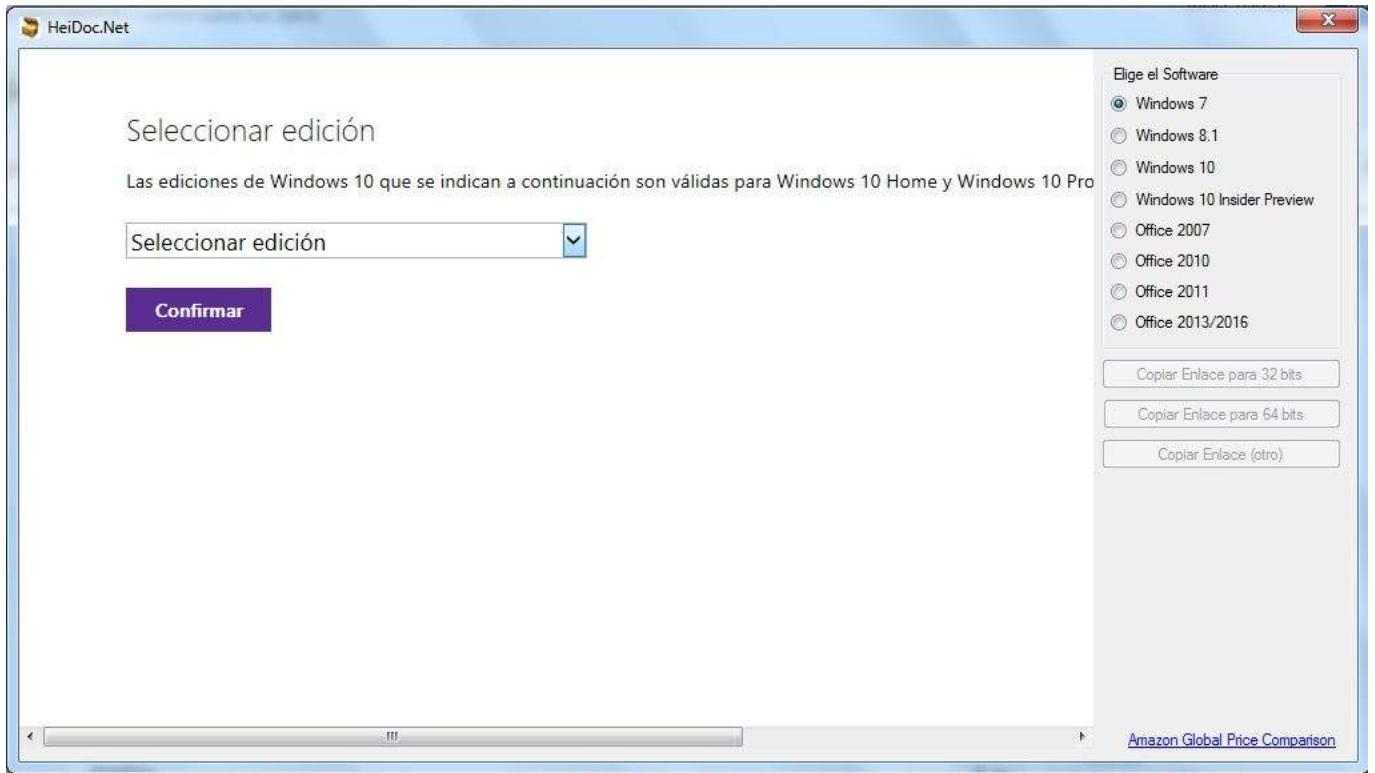 HeiDoc.Net
Seleccionar edición
Las ediciones de Windows 10 que se indican a continuación son válidas para Windows 10 Home y Windows 10 Pro
Seleccionar edición
Confirmar
Elige el Software
Windows 7
Windows 8.1
Windows 10
Windows 10 Insider Preview
Office 2007
Office 2010
Office 2011
Office 2013/2016
Copiar Enlace para 32 bits
Copiar Enlace para 64 bits
Copiar Enlace (otro)
Amazon Global Price Comparison